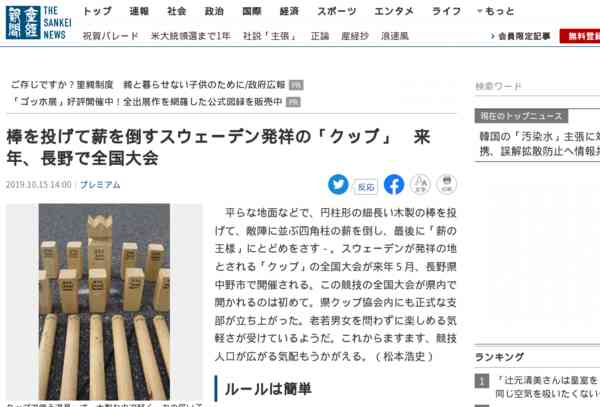 産経新聞
THE SANKEI NEWS
トップ 速報 社会 政治 国際 経済 スポーツ エンタメ ライフ もっと
祝賀パレード 米大統領選まで1年 社説「主張」 正論 産経抄 浪速風
会員限定記事 無料登録
ご存じですか？里親制度 親と暮らせない子供のために/政府広報 PR
「ゴッホ展」好評開催中！全出展作を網羅した公式図録を販売中 PR
検索ワード
棒を投げて薪を倒すスウェーデン発祥の「クッブ」 来
年、長野で全国大会
2019.10.15 14:00 プレミアム
反応
文字
印刷
現在のトップニュース
韓国の「汚染水」主張に対
携、誤解拡散防止へ情報共
平らな地面などで、円柱形の細長い木製の棒を投
げて、敵陣に並ぶ四角柱の薪を倒し、最後に「薪の
王様」にとどめをさす－。スウェーデンが発祥の地
とされる「クッブ」の全国大会が来年５月、長野県
中野市で開催される。この競技の全国大会が県内で
開かれるのは初めて。県クッブ協会内にも正式な支
部が立ち上がった。老若男女を問わずに楽しめる気
軽さが受けているようだ。これからますます、競技
人口が広がる気配もうかがえる。（松本浩史）
ルールは簡単
ランキング
1 「辻元清美さんは皇室を
同じ空気を吸いたくない